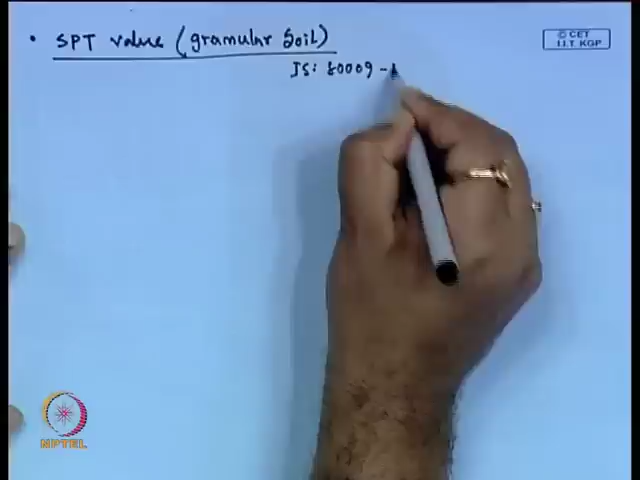 • SPT value (granular Soil)
IS: 8009 -
© CET
I.I.T. KGP
NPTEL